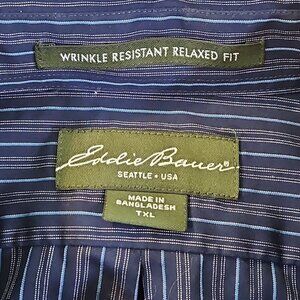 WRINKLE RESISTANT RELAXED FIT
Eddie Bauer®
SEATTLE • USA
MADE IN
BANGLADESH
TXL